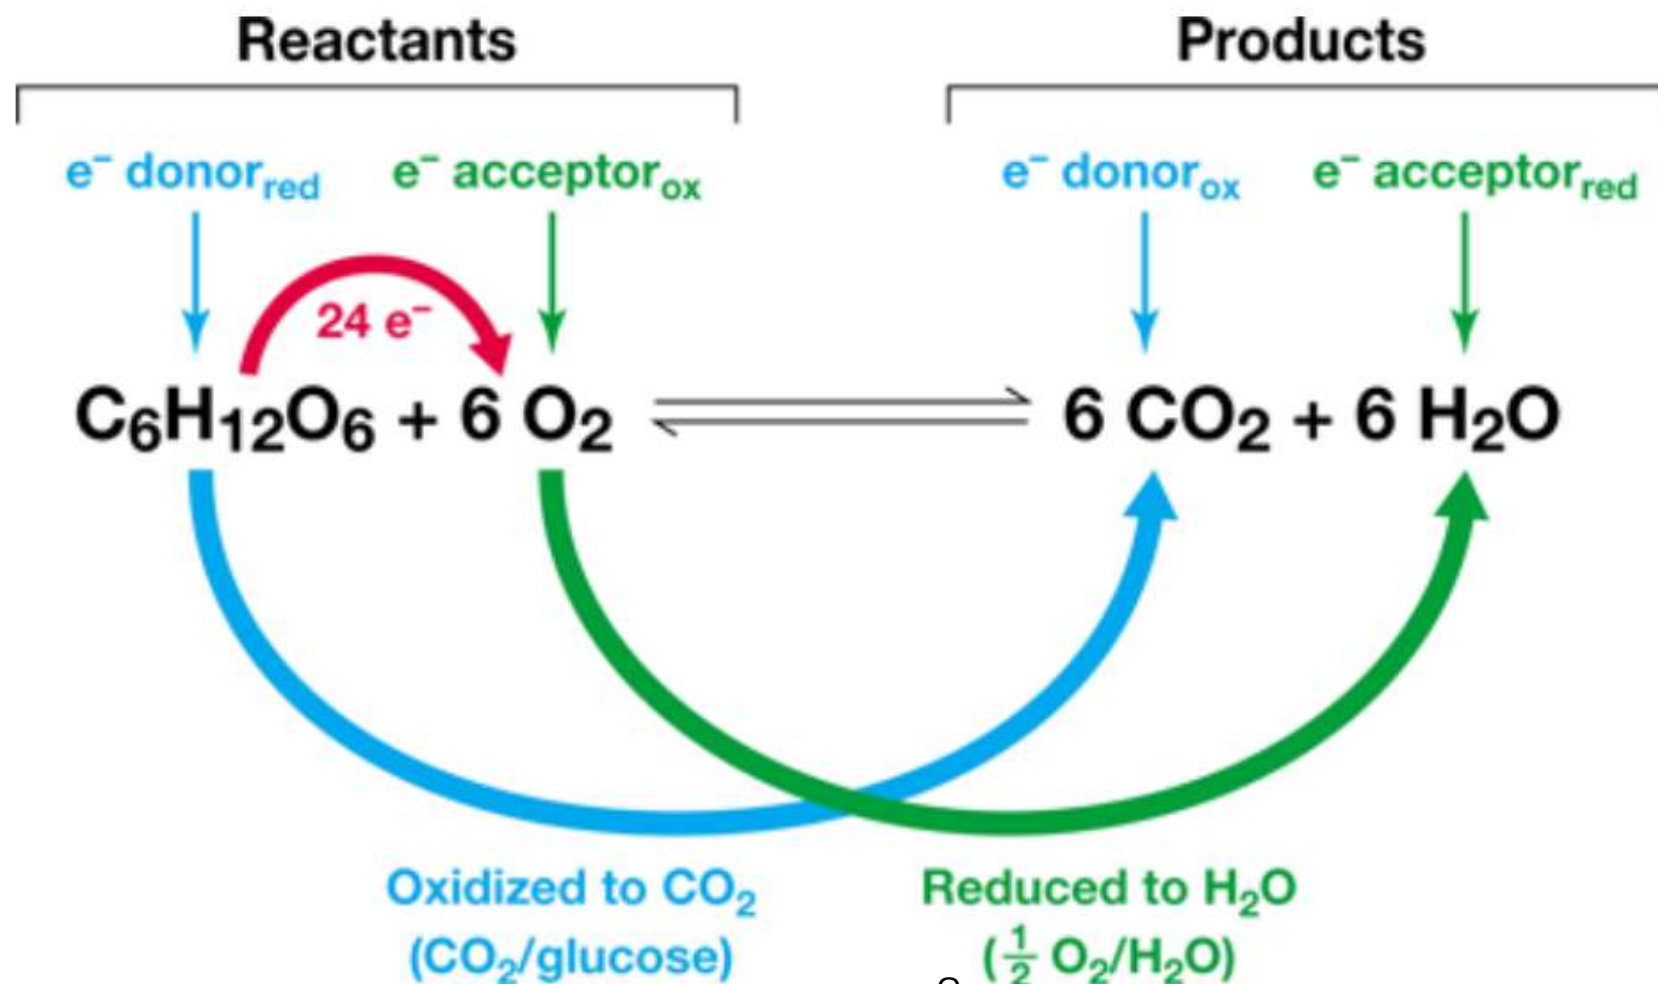 Reactants
Products
e⁻ donor_red
e⁻ acceptor_ox
e⁻ donor_ox
e⁻ acceptor_red
24 e⁻
C₆H₁₂O₆ + 6 O₂ ⇌ 6 CO₂ + 6 H₂O
Oxidized to CO₂
(CO₂/glucose)
Reduced to H₂O
(½ O₂/H₂O)